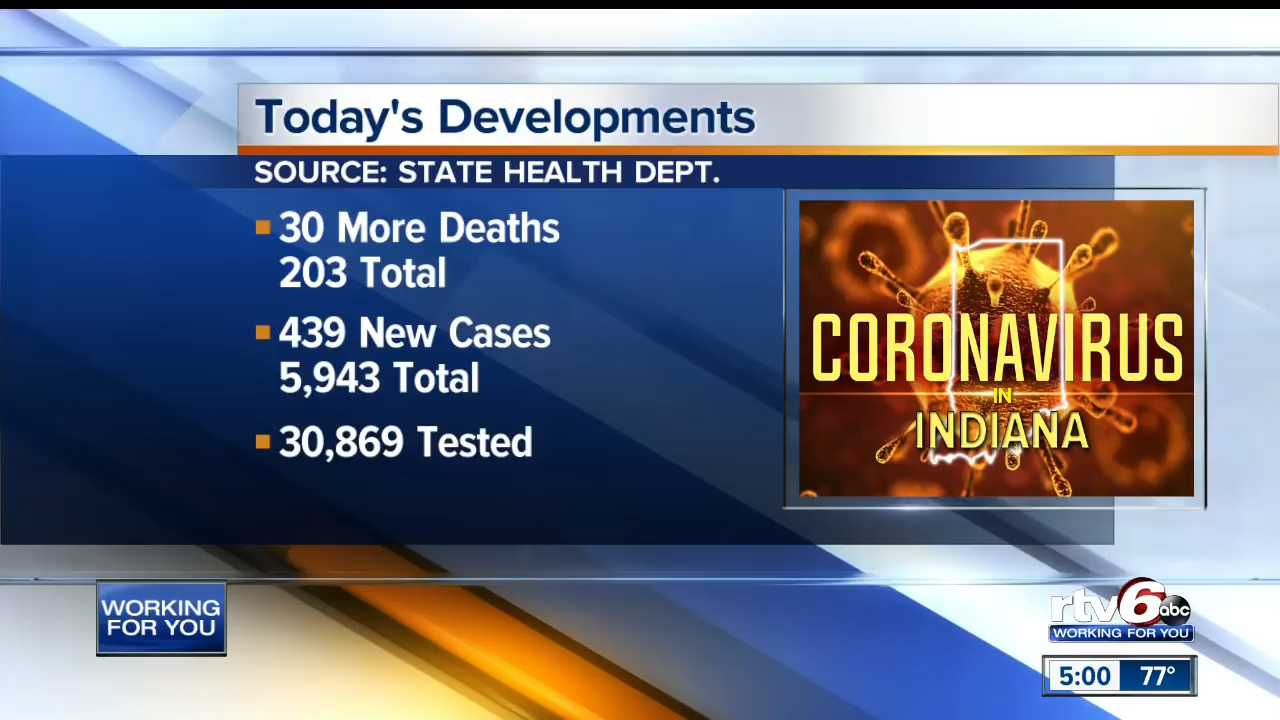 Today's Developments
SOURCE: STATE HEALTH DEPT.
30 More Deaths
203 Total
439 New Cases
5,943 Total
30,869 Tested
CORONAVIRUS
IN
INDIANA
WORKING
FOR YOU
rtv6 abc
WORKING FOR YOU
5:00 77°